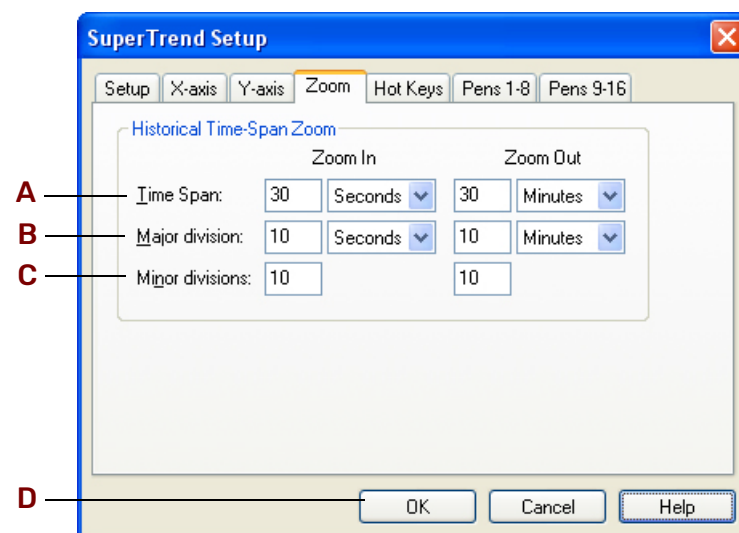 SuperTrend Setup
Setup X-axis Y-axis Zoom Hot Keys Pens 1-8 Pens 9-16
Historical Time-Span Zoom
Zoom In Zoom Out
A Time Span: 30 Seconds 30 Minutes
B Major division: 10 Seconds 10 Minutes
C Minor divisions: 10 10
D OK Cancel Help